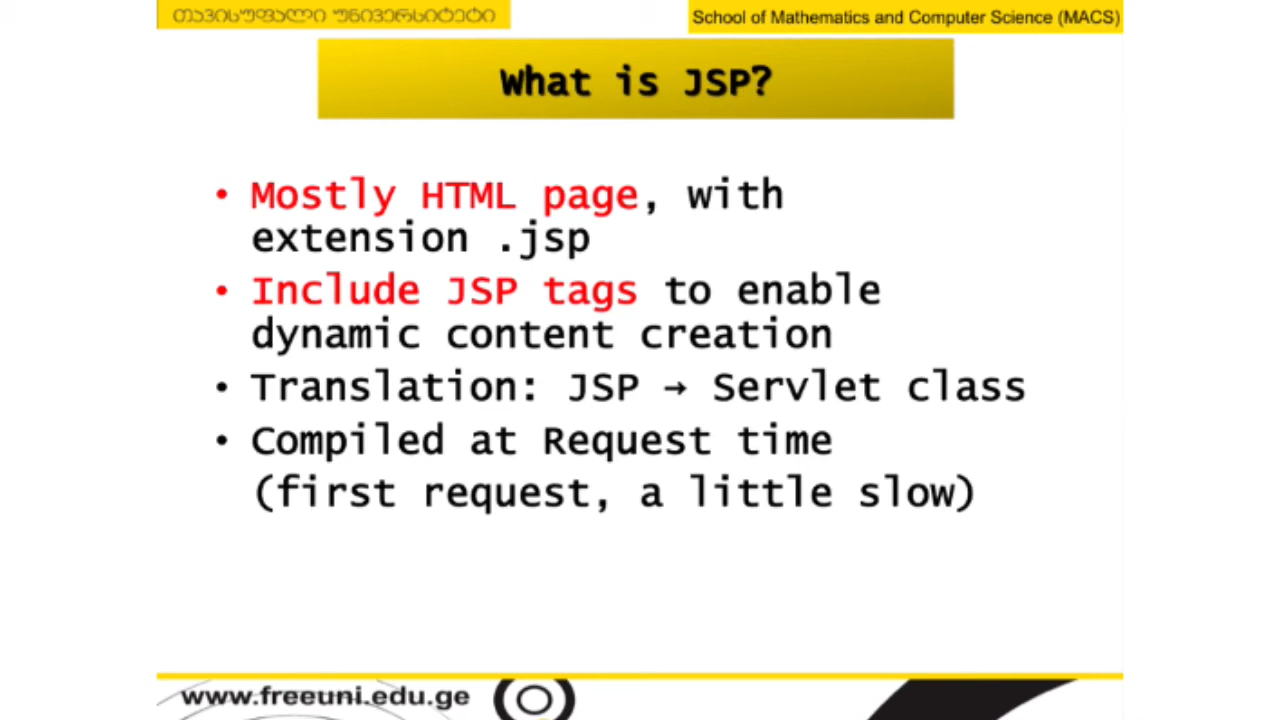 თავისუფალი უნივერსიტეტი
School of Mathematics and Computer Science (MACS)
What is JSP?
• Mostly HTML page, with
extension .jsp
• Include JSP tags to enable
dynamic content creation
• Translation: JSP → Servlet class
• Compiled at Request time
(first request, a little slow)
www.freeuni.edu.ge